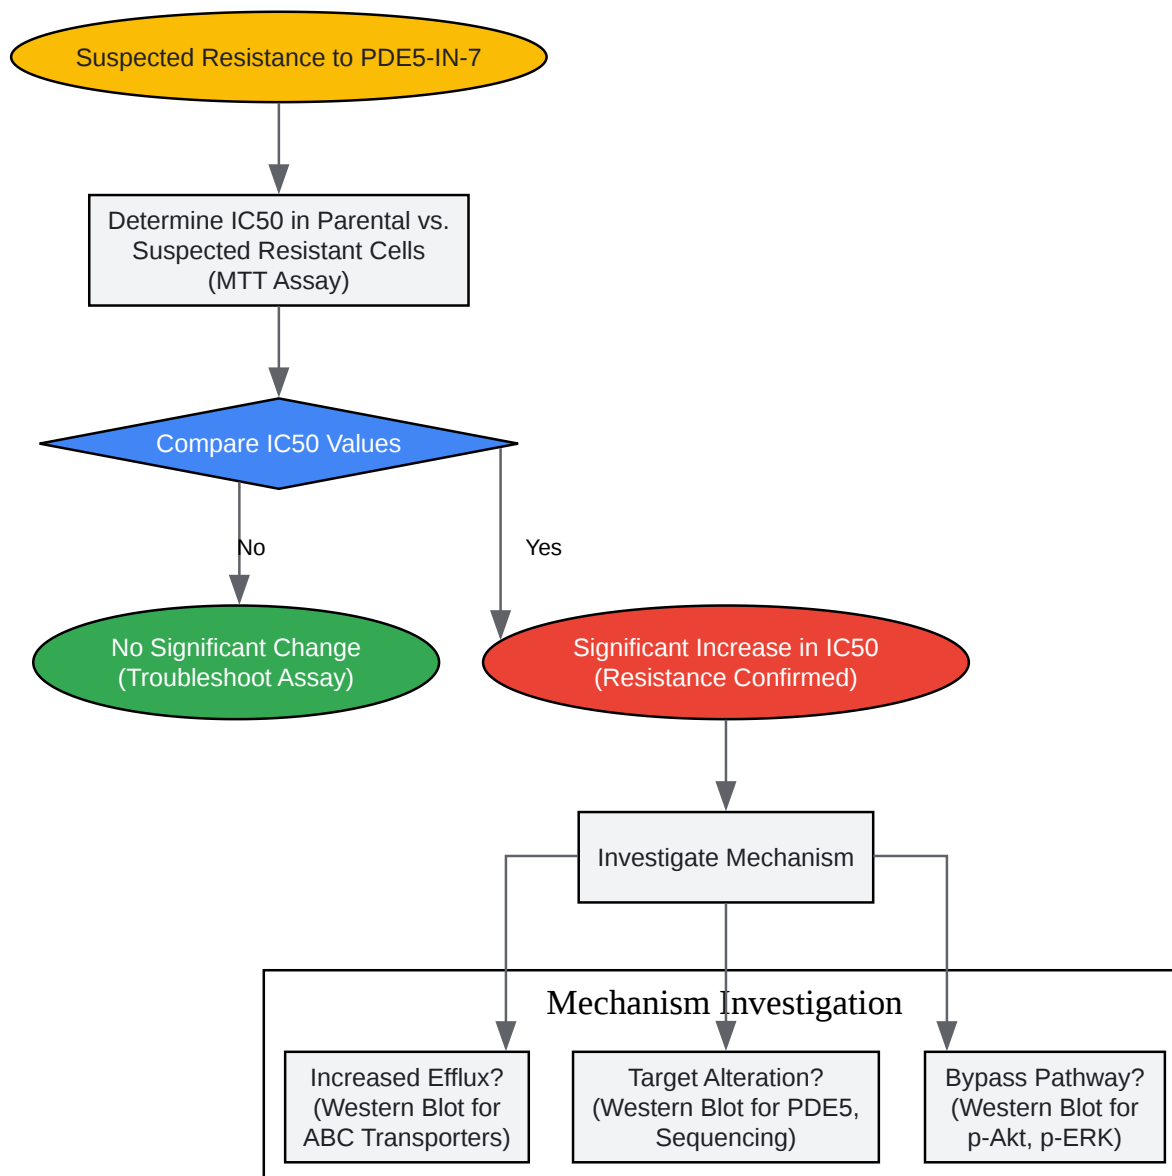 Suspected Resistance to PDE5-IN-7
Determine IC50 in Parental vs.
Suspected Resistant Cells
(MTT Assay)
Compare IC50 Values
No
Yes
No Significant Change
(Troubleshoot Assay)
Significant Increase in IC50
(Resistance Confirmed)
Investigate Mechanism
Mechanism Investigation
Increased Efflux?
(Western Blot for
ABC Transporters)
Target Alteration?
(Western Blot for PDE5,
Sequencing)
Bypass Pathway?
(Western Blot for
p-Akt, p-ERK)